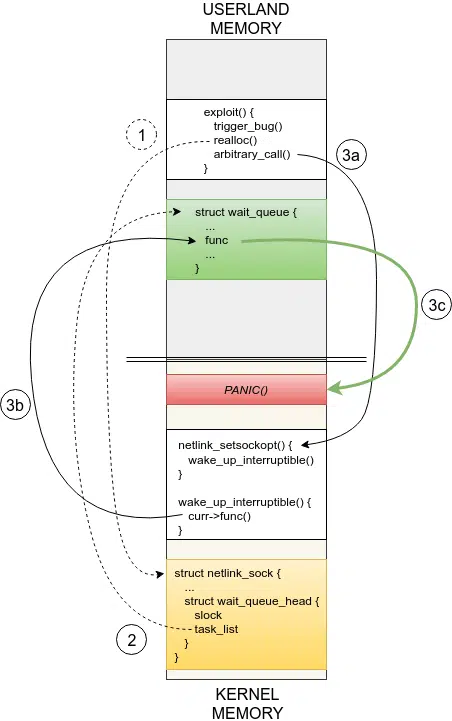 USERLAND
MEMORY
exploit() {
trigger_bug()
realloc()
arbitrary_call()
}
1
3a
struct wait_queue {
...
func
...
}
3c
PANIC()
3b
netlink_setsockopt() {
wake_up_interruptible()
}
wake_up_interruptible() {
curr->func()
}
struct netlink_sock {
...
struct wait_queue_head {
slock
task_list
}
}
2
KERNEL
MEMORY